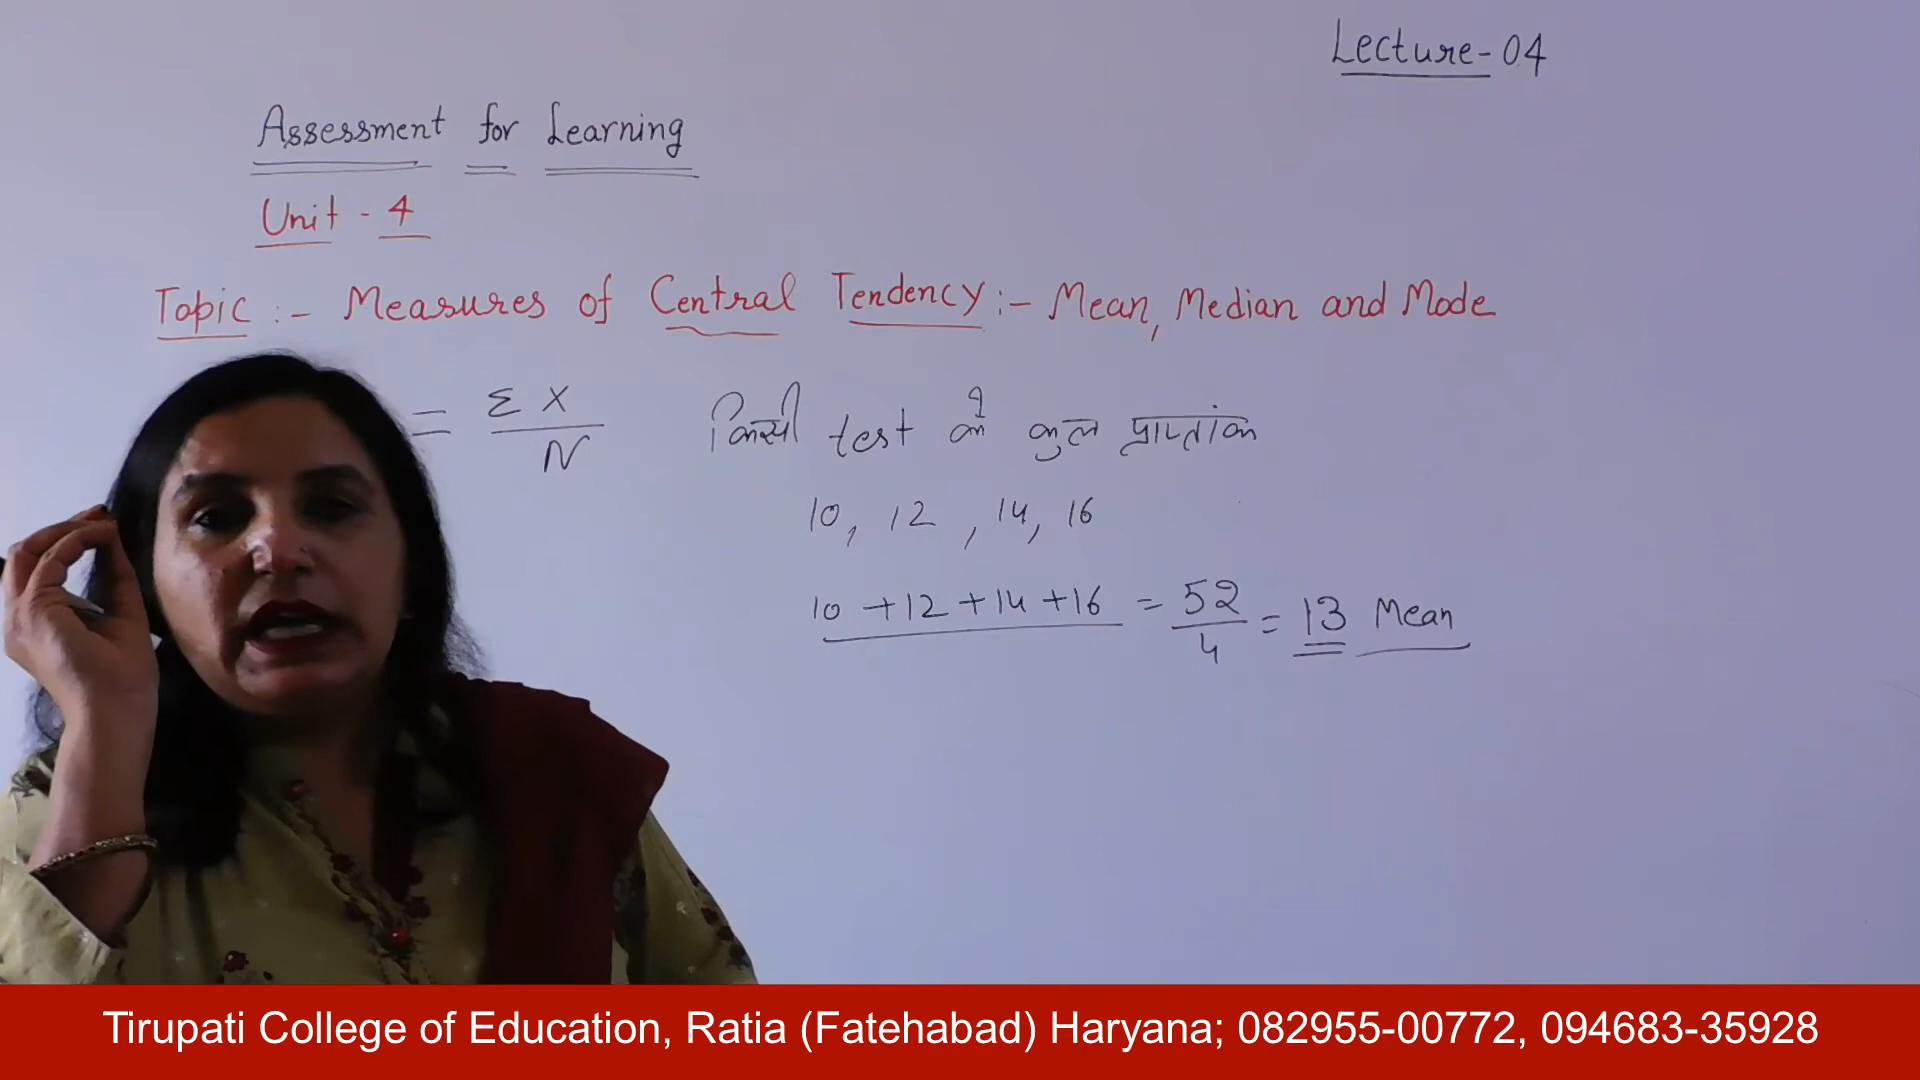 Lecture-04
Assessment for Learning
Unit - 4
Topic :- Measures of Central Tendency :- Mean, Median and Mode
= Σ X / N
किसी test के कुल प्राप्तांक
10, 12, 14, 16
10 + 12 + 14 + 16 = 52 / 4 = 13 Mean
Tirupati College of Education, Ratia (Fatehabad) Haryana; 082955-00772, 094683-35928